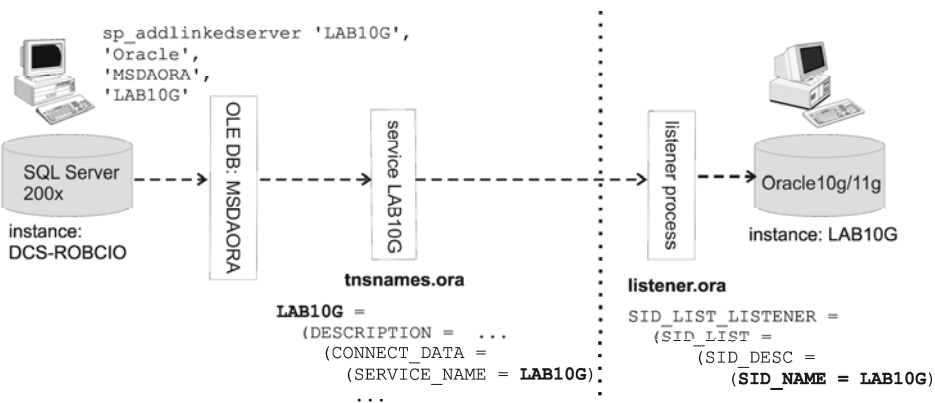 sp_addlinkedserver 'LAB10G',
'Oracle',
'MSDAORA',
'LAB10G'
SQL Server
200x
instance:
DCS-ROBCIO
OLE DB: MSDAORA
service LAB10G
tnsnames.ora
LAB10G =
(DESCRIPTION = ...
(CONNECT_DATA =
(SERVICE_NAME = LAB10G)
...
listener process
Oracle10g/11g
instance: LAB10G
listener.ora
SID_LIST_LISTENER =
(SID_LIST =
(SID_DESC =
(SID_NAME = LAB10G)